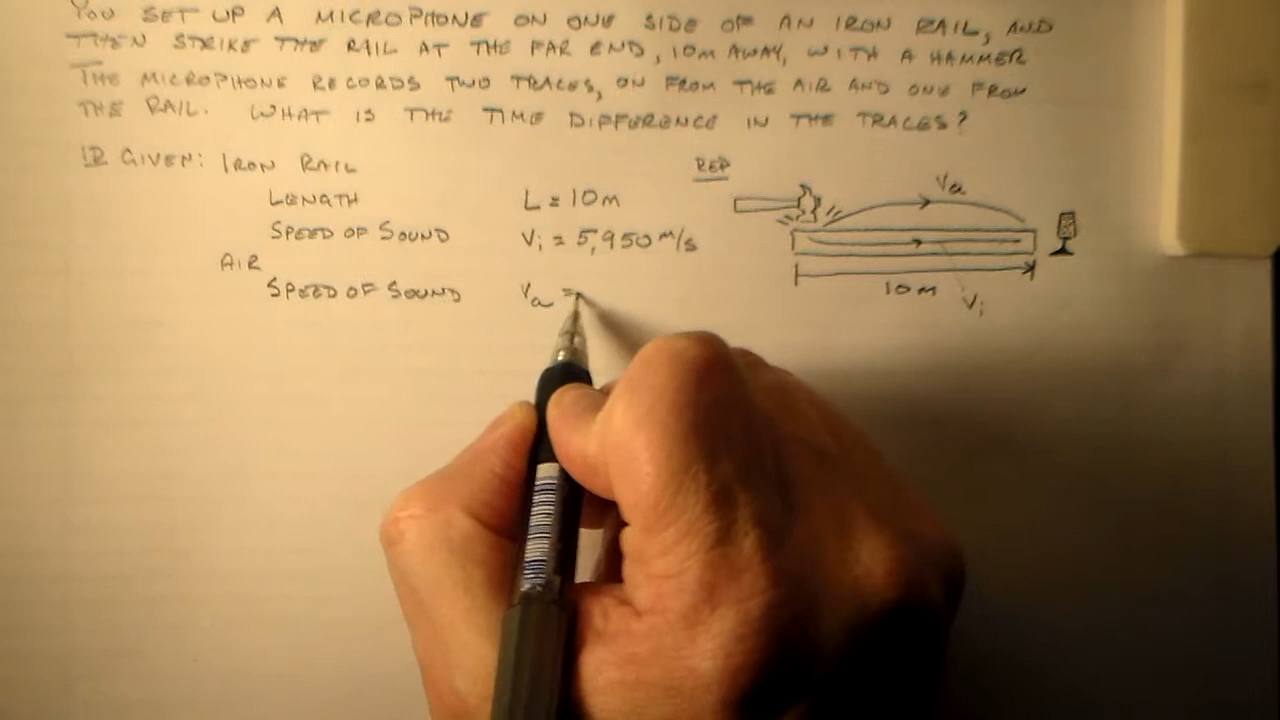 YOU SET UP A MICROPHONE ON ONE SIDE OF AN IRON RAIL, AND
THEN STRIKE THE RAIL AT THE FAR END, 10m AWAY, WITH A HAMMER
THE MICROPHONE RECORDS TWO TRACES, ON FROM THE AIR AND ONE FROM
THE RAIL. WHAT IS THE TIME DIFFERENCE IN THE TRACES?
ID GIVEN: IRON RAIL
LENGTH L = 10m
SPEED OF SOUND Vi = 5,950 m/s
AIR
SPEED OF SOUND Va =
REP
Va
10m
Vi